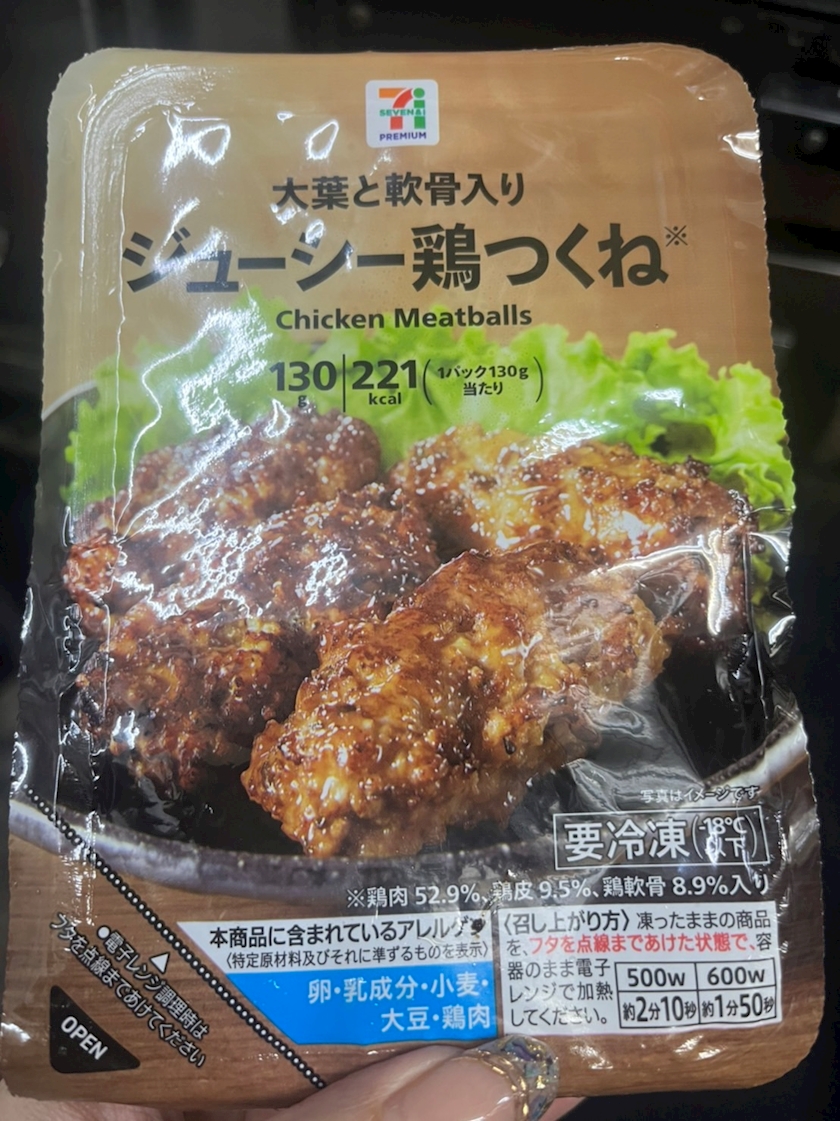 SEVEN&i
PREMIUM
大葉と軟骨入り
ジューシー鶏つくね※
Chicken Meatballs
130g 221kcal (1パック130g当たり)
写真はイメージです
要冷凍(-18℃以下)
※鶏肉 52.9%、鶏皮 9.5%、鶏軟骨 8.9%入り
本商品に含まれているアレルゲン
〈特定原材料及びそれに準ずるものを表示〉
卵・乳成分・小麦・
大豆・鶏肉
〈召し上がり方〉凍ったままの商品
を、フタを点線まであけた状態で、容
器のまま電子
レンジで加熱
してください。
500w 600w
約2分10秒 約1分50秒
●電子レンジ調理時は
フタを点線まであけてください
OPEN